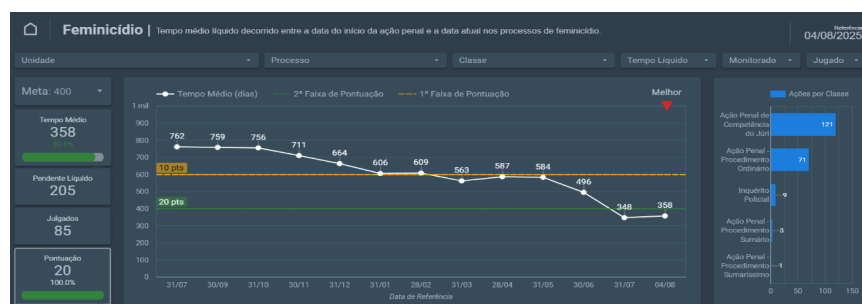 Feminicídio | Tempo médio líquido decorrido entre a data do início da ação penal e a data atual nos processos de feminicídio.
Referência
04/08/2025
Unidade
Processo
Classe
Tempo Líquido
Monitorado
Jugado
Meta: 400
Tempo Médio
358
Pendente Líquido
205
Julgados
85
Pontuação
20
100.0%
Tempo Médio (dias)
2ª Faixa de Pontuação
1ª Faixa de Pontuação
Melhor
1 mil
900
800
700
600
500
400
300
200
100
0
10 pts
20 pts
762
759
756
711
664
606
609
563
587
584
496
348
358
31/07
30/09
31/10
30/11
31/12
31/01
28/02
31/03
30/04
31/05
30/06
31/07
04/08
Data de Referência
Ações por Classe
Ação Penal de
Competência
do Júri
121
Ação Penal -
Procedimento
Ordinário
71
Inquérito
Policial
9
Ação Penal -
Procedimento
Sumário
3
Ação Penal -
Procedimento
Sumaríssimo
1
0
50
100
150